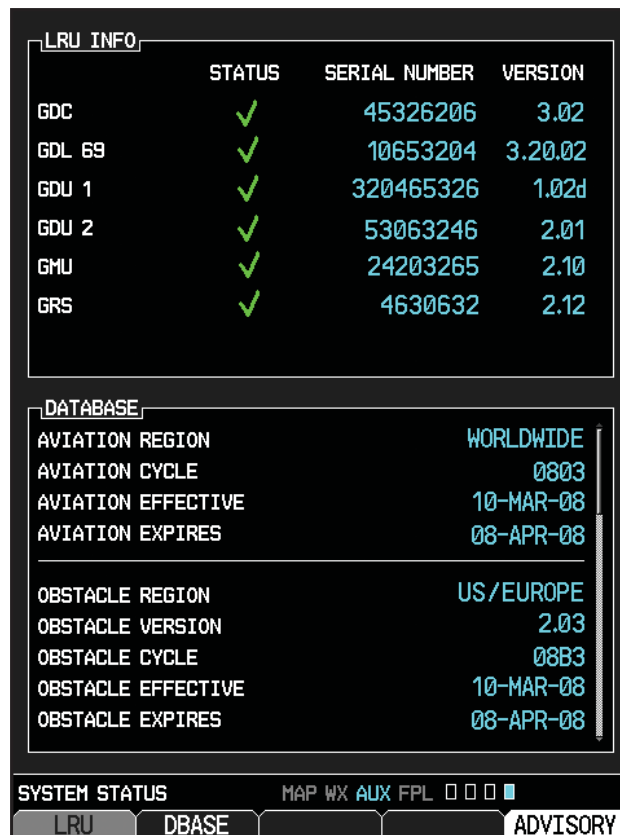 LRU INFO
STATUS SERIAL NUMBER VERSION
GDC 45326206 3.02
GDL 69 10653204 3.20.02
GDU 1 320465326 1.02d
GDU 2 53063246 2.01
GMU 24203265 2.10
GRS 4630632 2.12
DATABASE
AVIATION REGION WORLDWIDE
AVIATION CYCLE 0803
AVIATION EFFECTIVE 10-MAR-08
AVIATION EXPIRES 08-APR-08
OBSTACLE REGION US/EUROPE
OBSTACLE VERSION 2.03
OBSTACLE CYCLE 08B3
OBSTACLE EFFECTIVE 10-MAR-08
OBSTACLE EXPIRES 08-APR-08
SYSTEM STATUS MAP WX AUX FPL
LRU DBASE ADVISORY